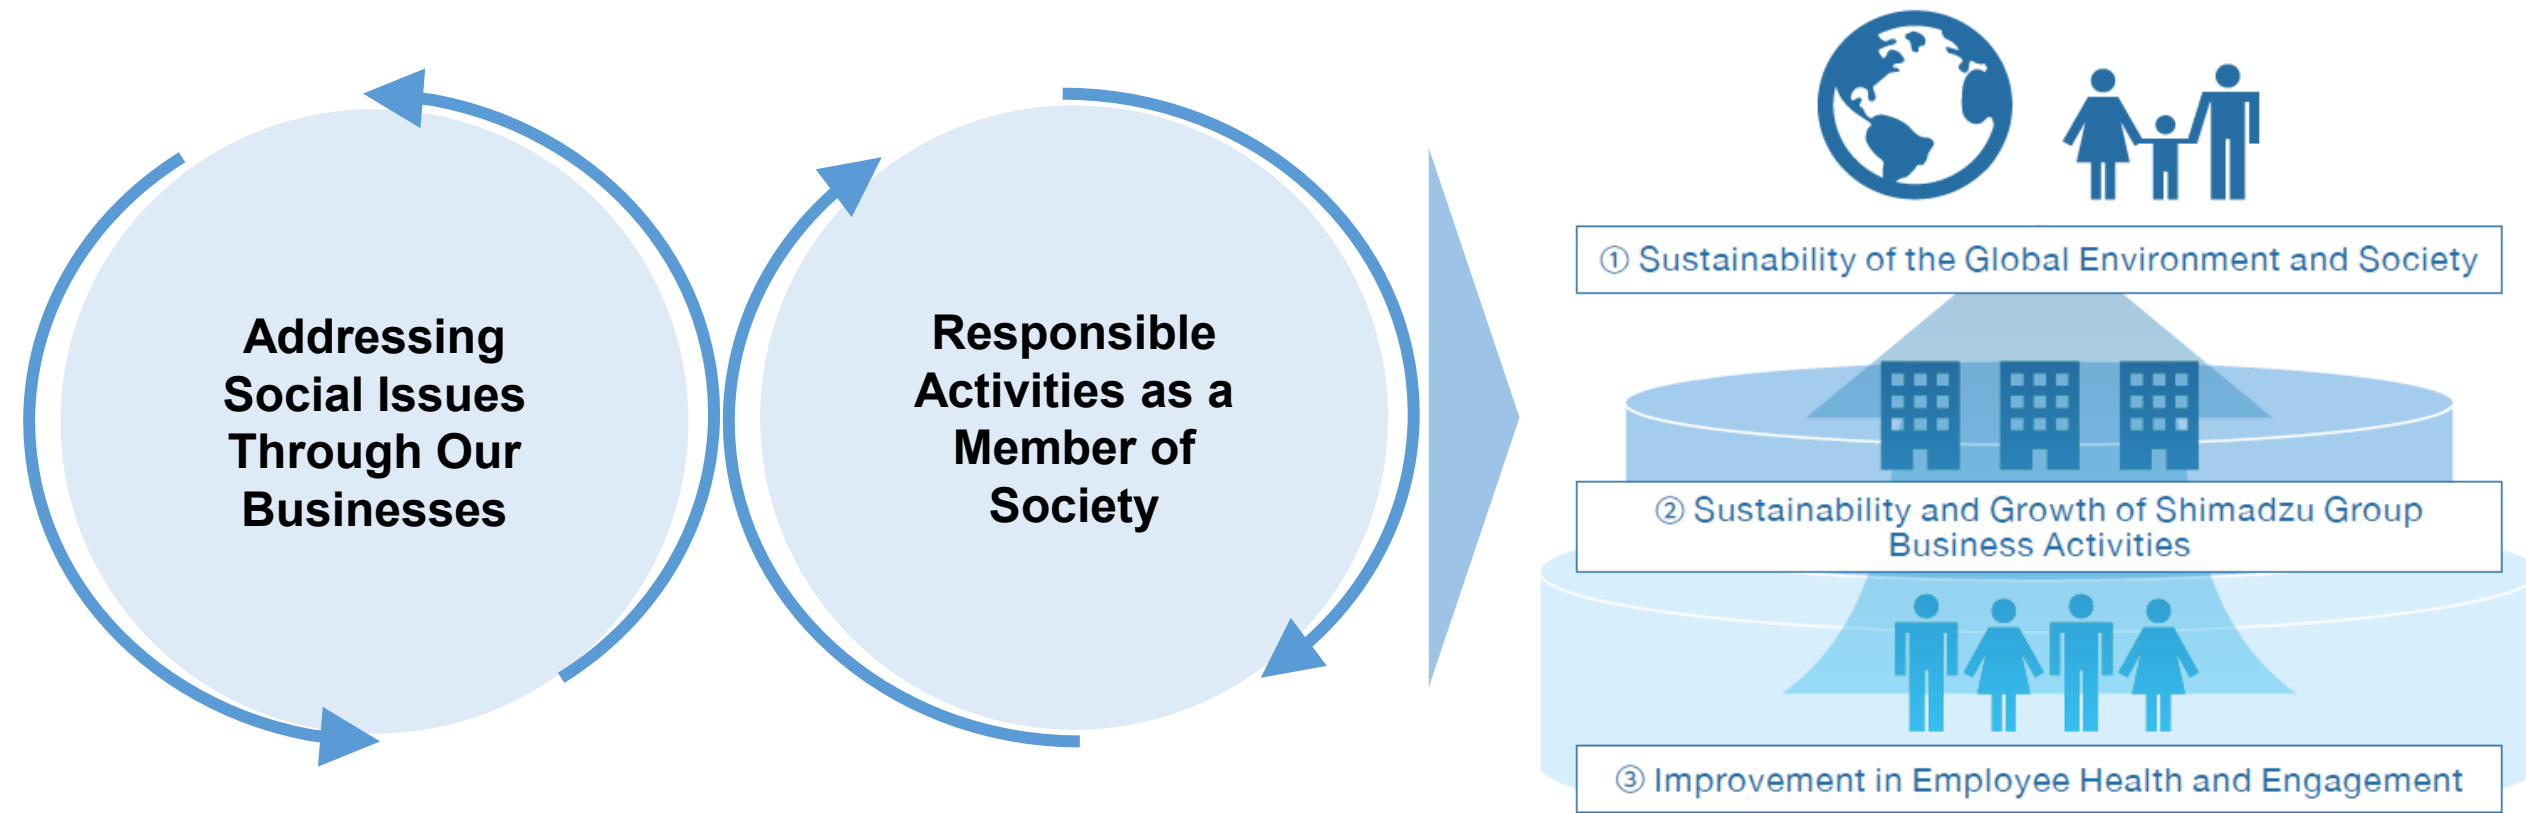 Addressing
Social Issues
Through Our
Businesses
Responsible
Activities as a
Member of
Society
① Sustainability of the Global Environment and Society
② Sustainability and Growth of Shimadzu Group
Business Activities
③ Improvement in Employee Health and Engagement